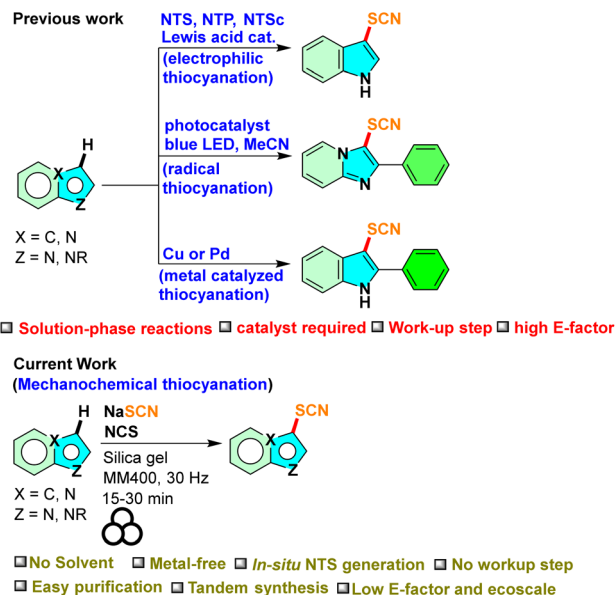 Previous work
NTS, NTP, NTSc
Lewis acid cat.
(electrophilic
thiocyanation)
SCN
N
H
H
X
Z
X = C, N
Z = N, NR
photocatalyst
blue LED, MeCN
(radical
thiocyanation)
SCN
N
N
Cu or Pd
(metal catalyzed
thiocyanation)
SCN
N
H
Solution-phase reactions catalyst required Work-up step high E-factor
Current Work
(Mechanochemical thiocyanation)
H
X
Z
X = C, N
Z = N, NR
NaSCN
NCS
Silica gel
MM400, 30 Hz
15-30 min
SCN
X
Z
No Solvent Metal-free In-situ NTS generation No workup step
Easy purification Tandem synthesis Low E-factor and ecoscale